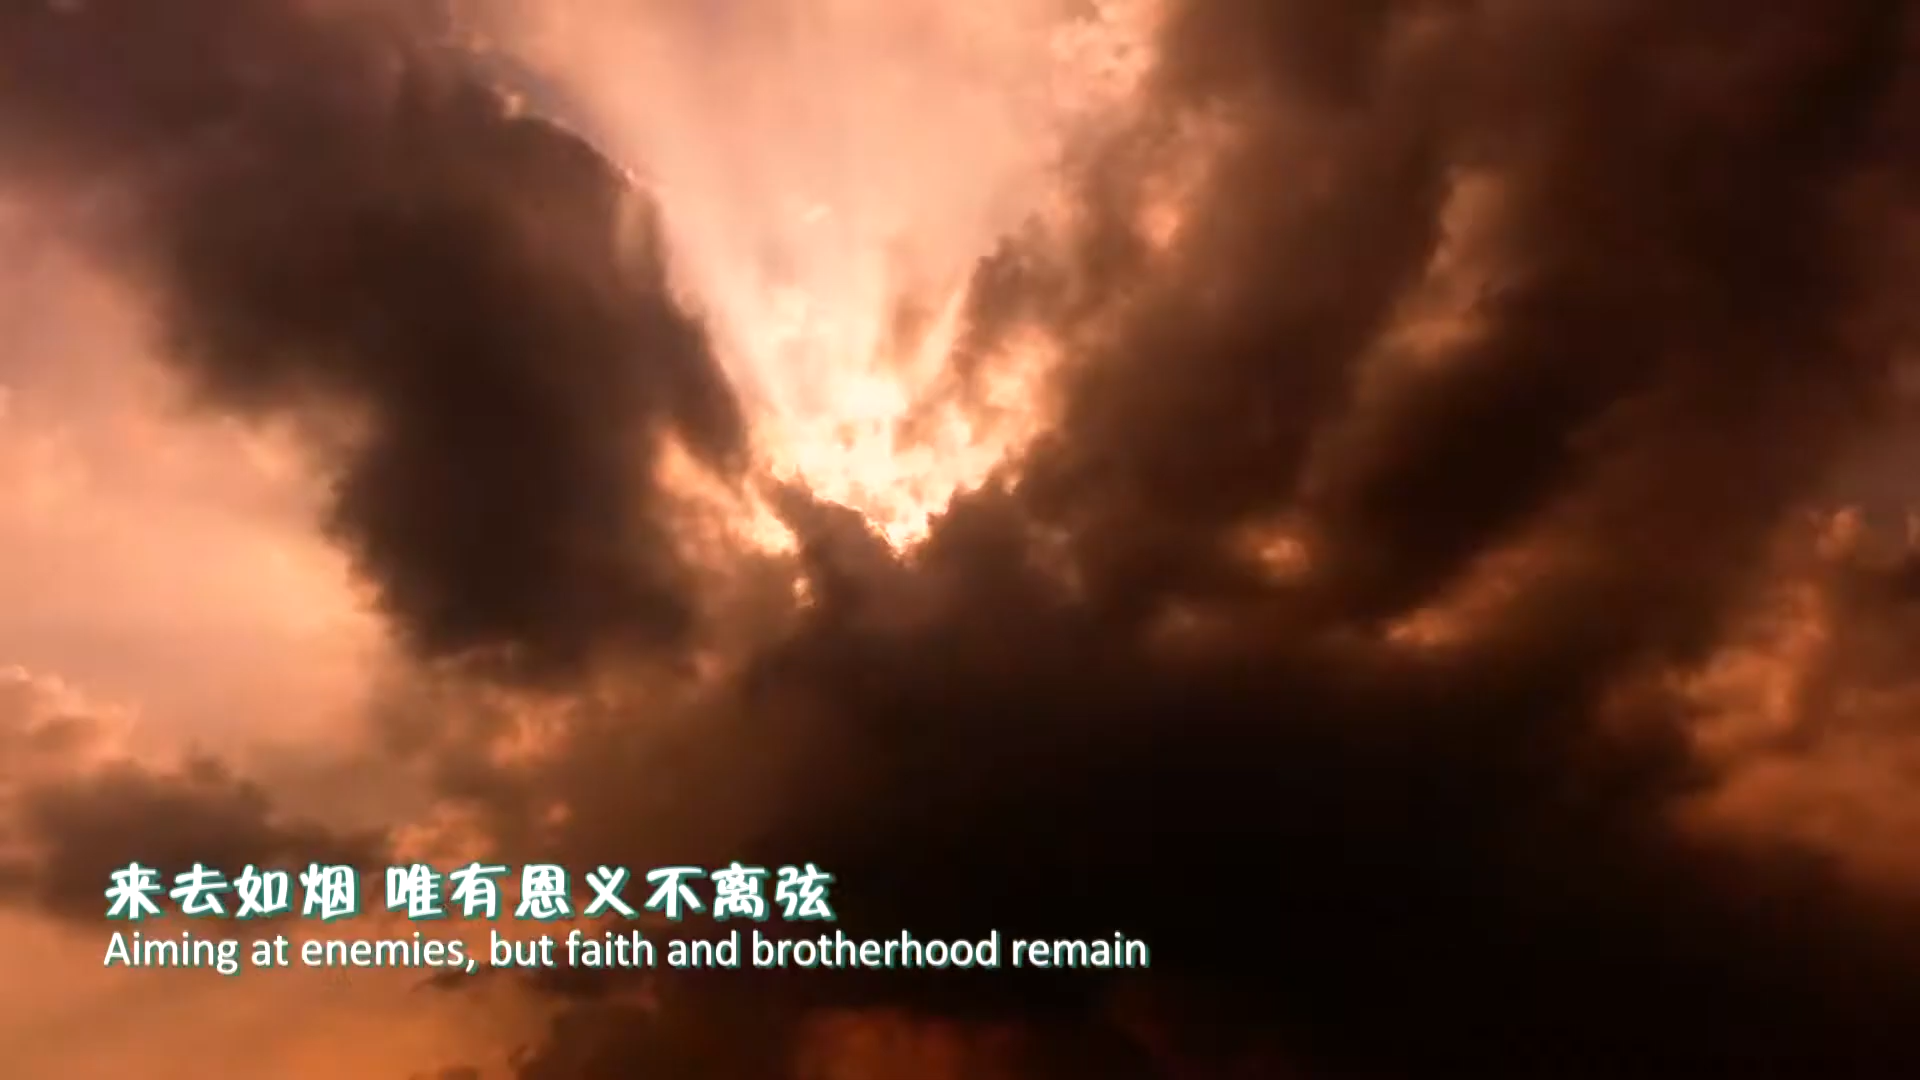 来去如烟 唯有恩义不离弦
Aiming at enemies, but faith and brotherhood remain